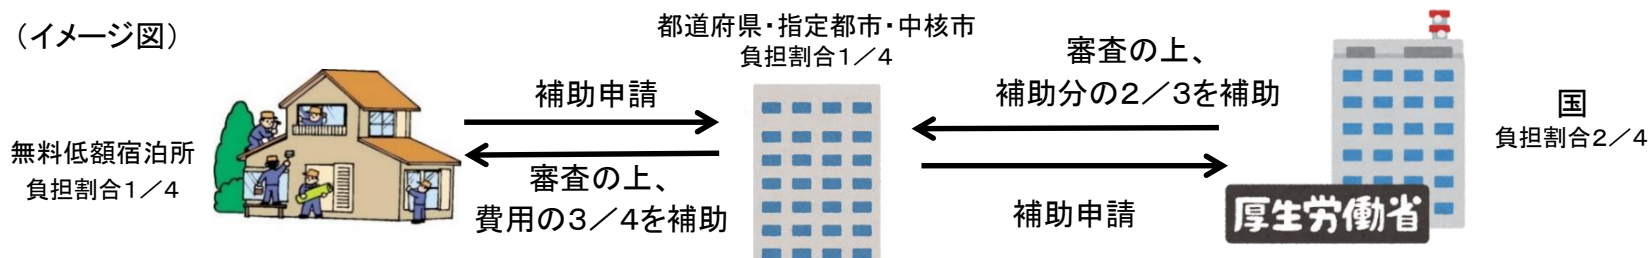 （イメージ図）
無料低額宿泊所
負担割合１／４
補助申請
審査の上、
費用の３／４を補助
都道府県・指定都市・中核市
負担割合１／４
審査の上、
補助分の２／３を補助
補助申請
厚生労働省
国
負担割合２／４